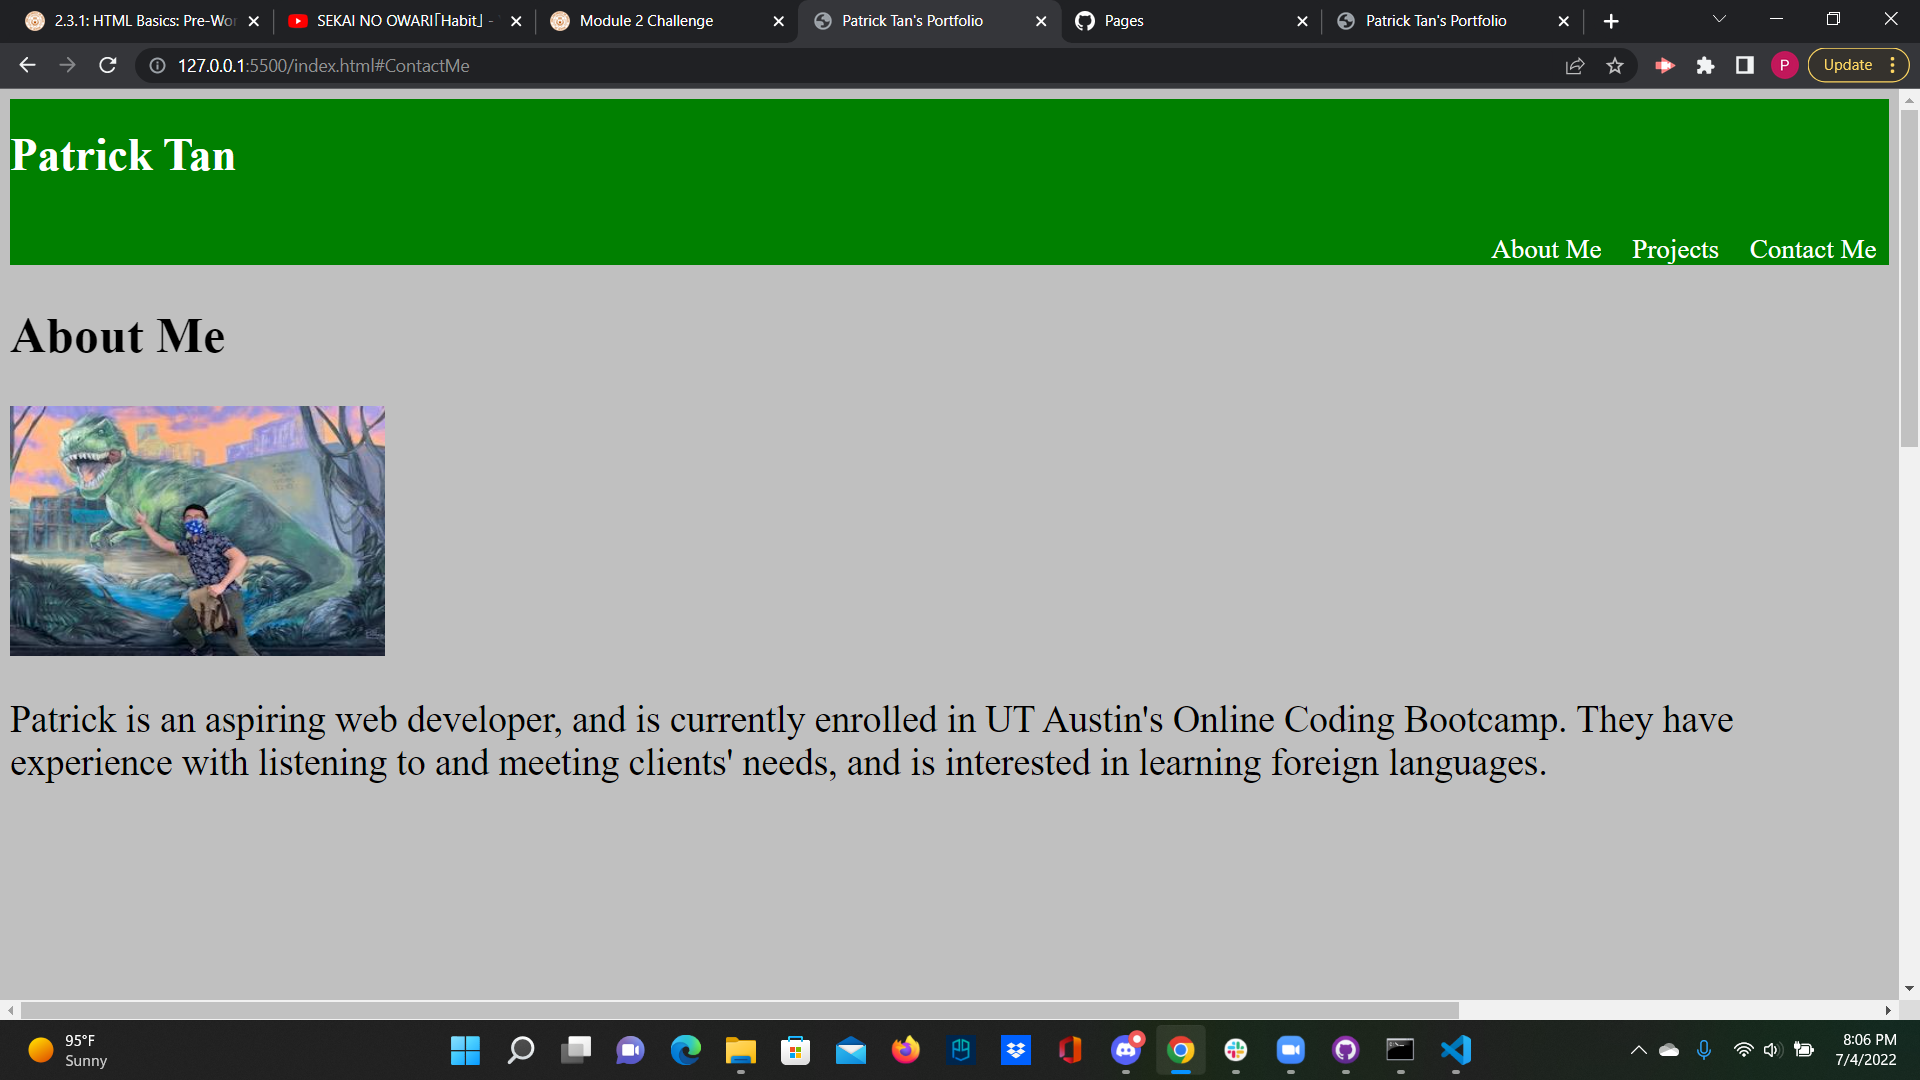 2.3.1: HTML Basics: Pre-Wor
SEKAI NO OWARI「Habit」 -
Module 2 Challenge
Patrick Tan's Portfolio
Pages
Patrick Tan's Portfolio
127.0.0.1:5500/index.html#ContactMe
P
Update
Patrick Tan
About Me
Projects
Contact Me
About Me
Patrick is an aspiring web developer, and is currently enrolled in UT Austin's Online Coding Bootcamp. They have
experience with listening to and meeting clients' needs, and is interested in learning foreign languages.
95°F
Sunny
8:06 PM
7/4/2022